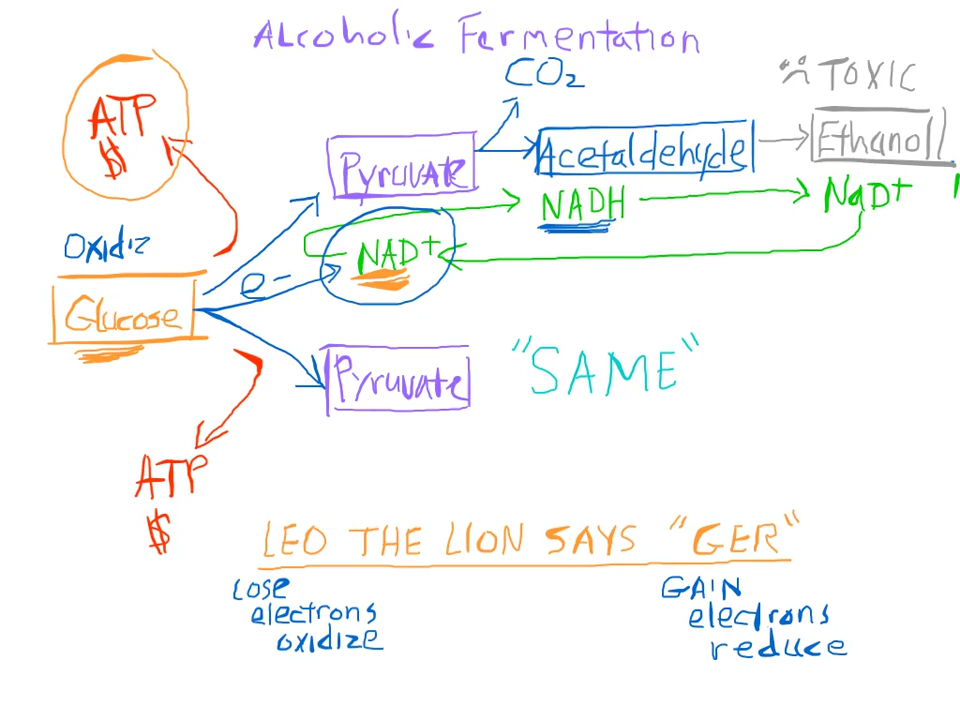 ALcoholic Fermentation
CO2
TOXIC
ATP
$
Pyruvate
Acetaldehyde
Ethanol
NADH
NaD+
OXIdIZ
NAD+
e-
Glucose
Pyruvate
"SAME"
ATP
$
LEO THE LION SAYS "GER"
LOSE
electrons
oxidize
GAIN
electrons
reduce